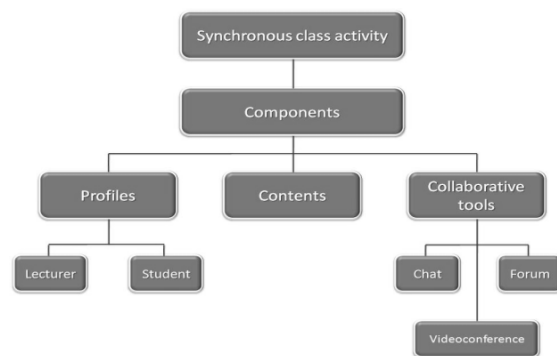 Synchronous class activity
Components
Profiles
Contents
Collaborative
tools
Lecturer
Student
Chat
Forum
Videoconference